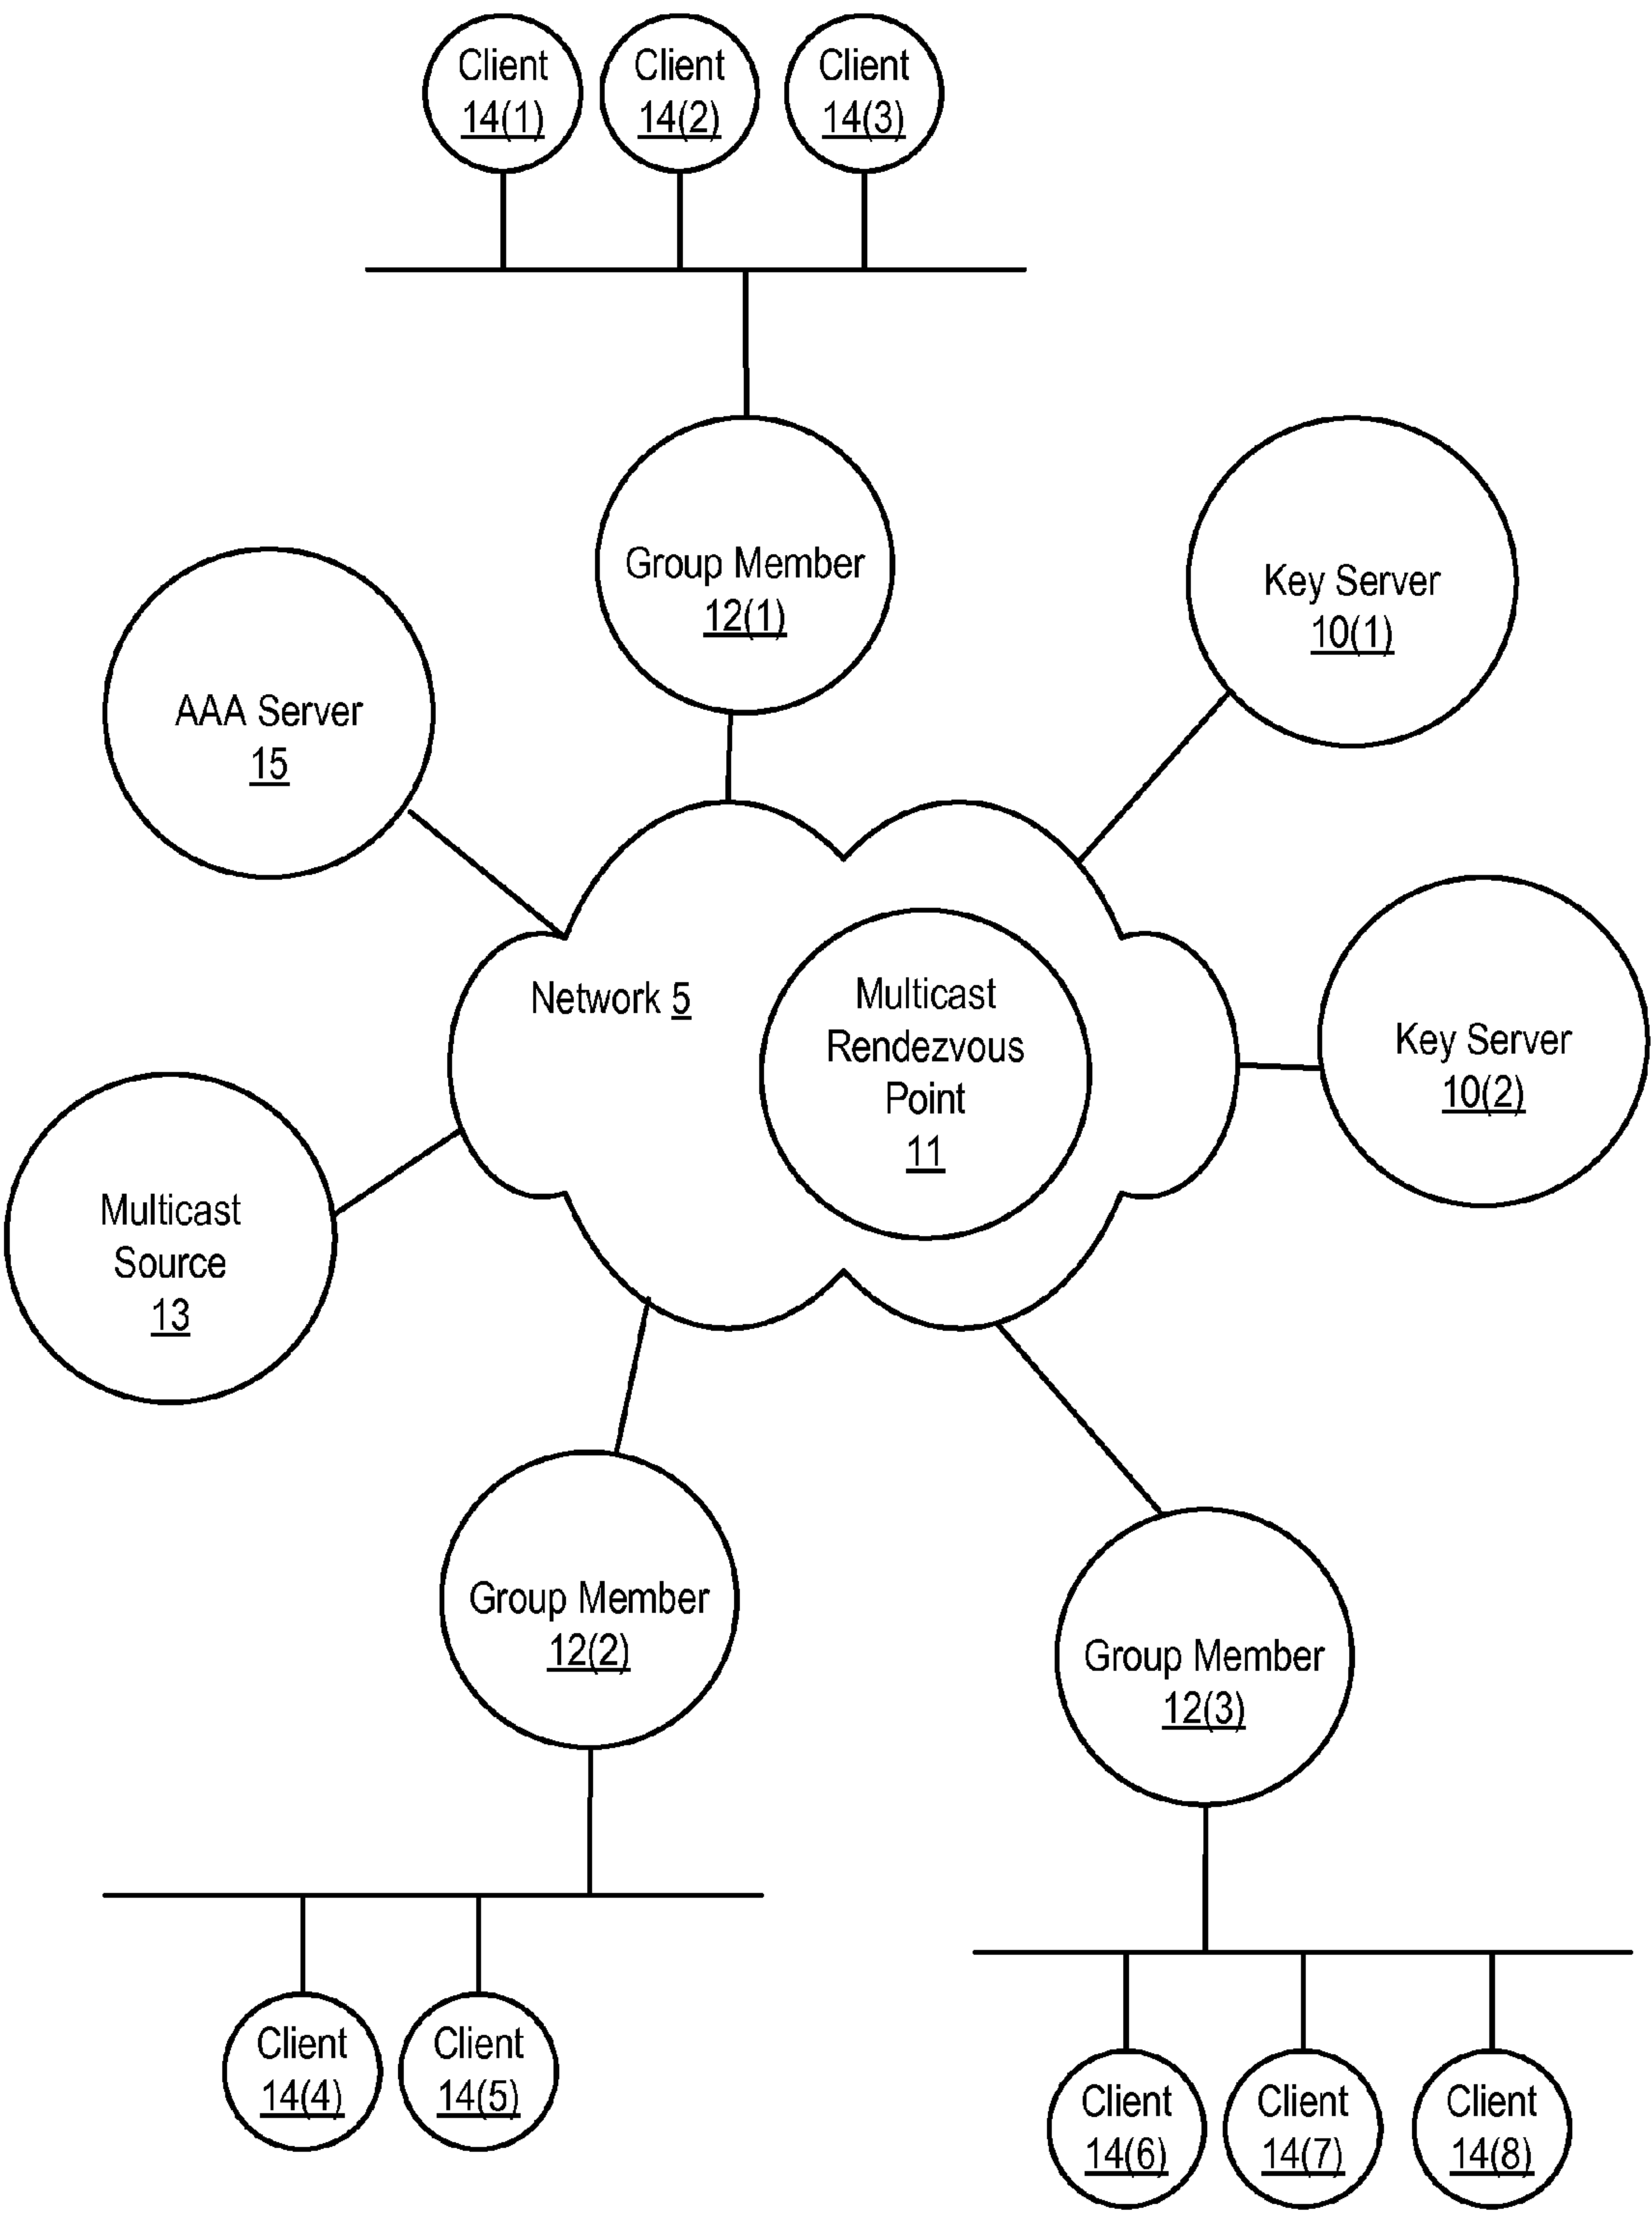 Client
14(1)
Client
14(2)
Client
14(3)
Group Member
12(1)
Key Server
10(1)
AAA Server
15
Network 5
Multicast
Rendezvous
Point
11
Key Server
10(2)
Multicast
Source
13
Group Member
12(2)
Group Member
12(3)
Client
14(4)
Client
14(5)
Client
14(6)
Client
14(7)
Client
14(8)